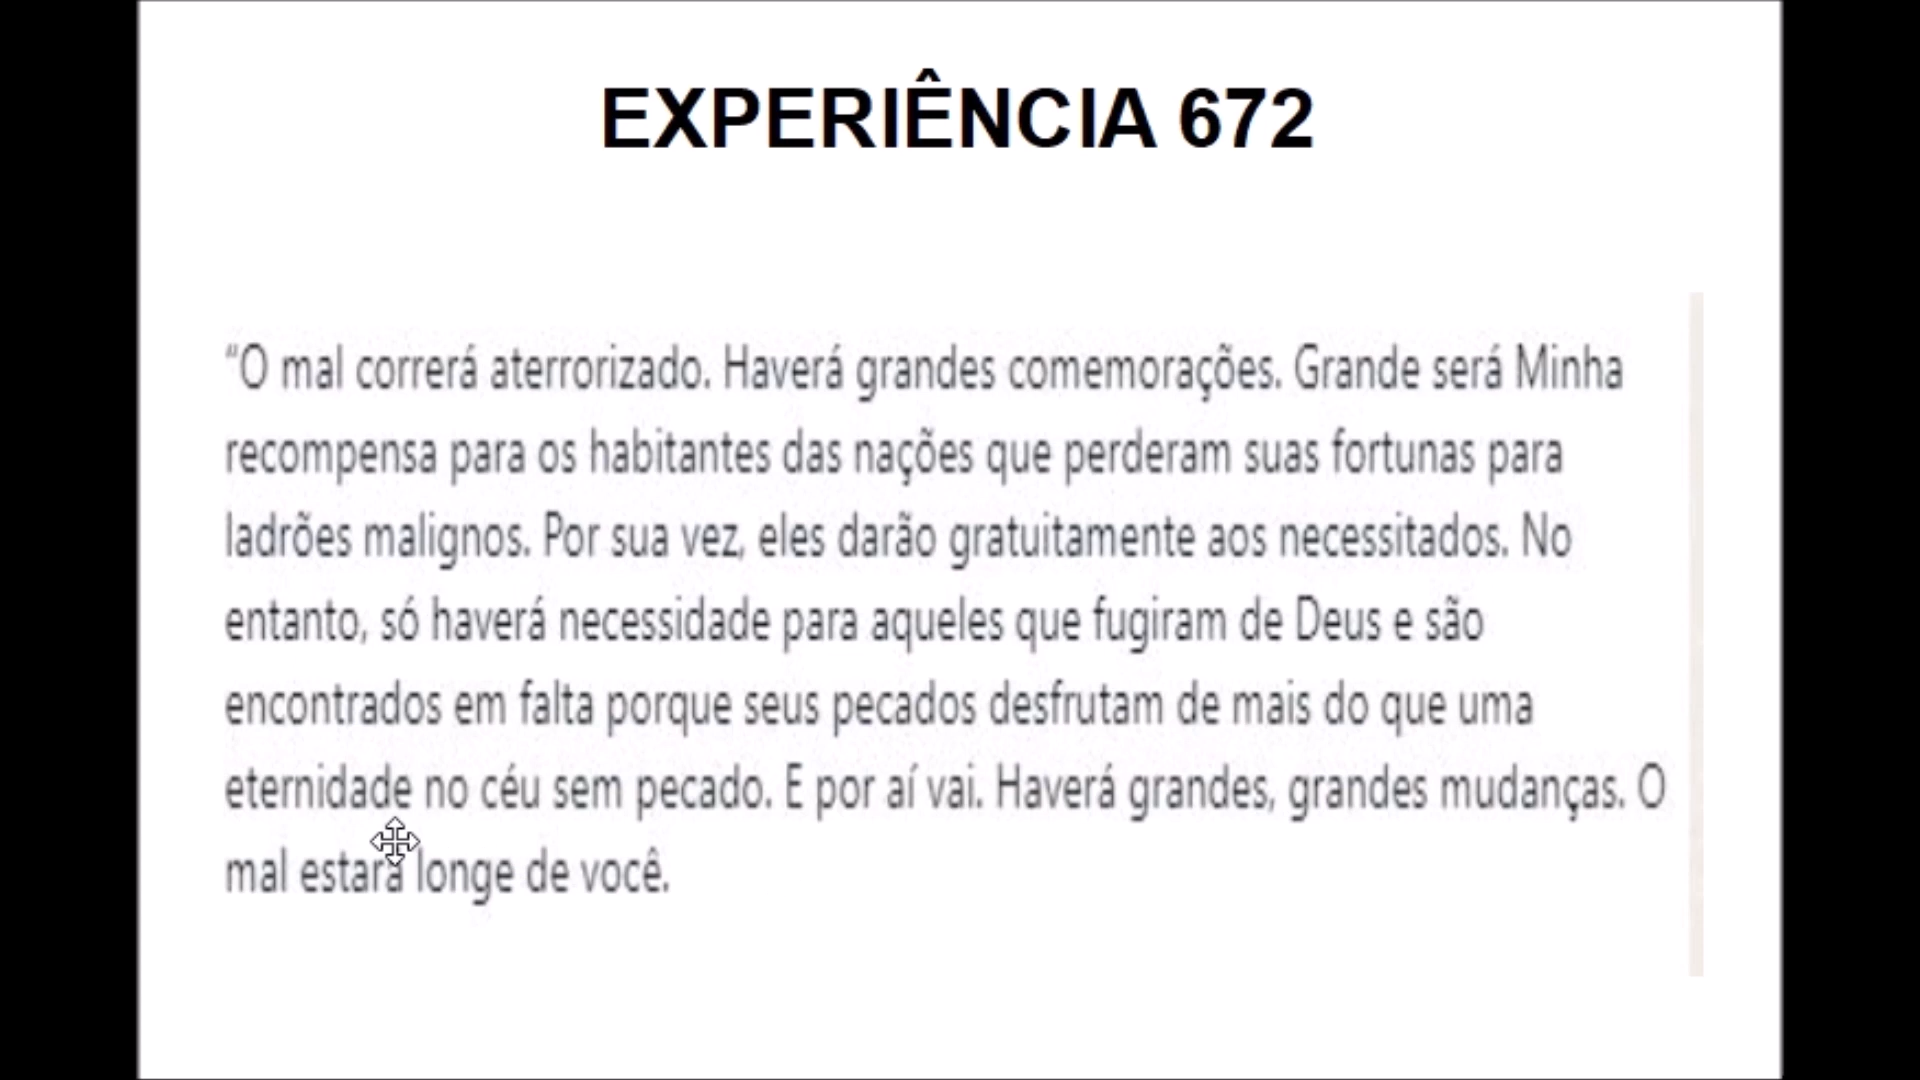 EXPERIÊNCIA 672
“O mal correrá aterrorizado. Haverá grandes comemorações. Grande será Minha
recompensa para os habitantes das nações que perderam suas fortunas para
ladrões malignos. Por sua vez, eles darão gratuitamente aos necessitados. No
entanto, só haverá necessidade para aqueles que fugiram de Deus e são
encontrados em falta porque seus pecados desfrutam de mais do que uma
eternidade no céu sem pecado. E por aí vai. Haverá grandes, grandes mudanças. O
mal estará longe de você.